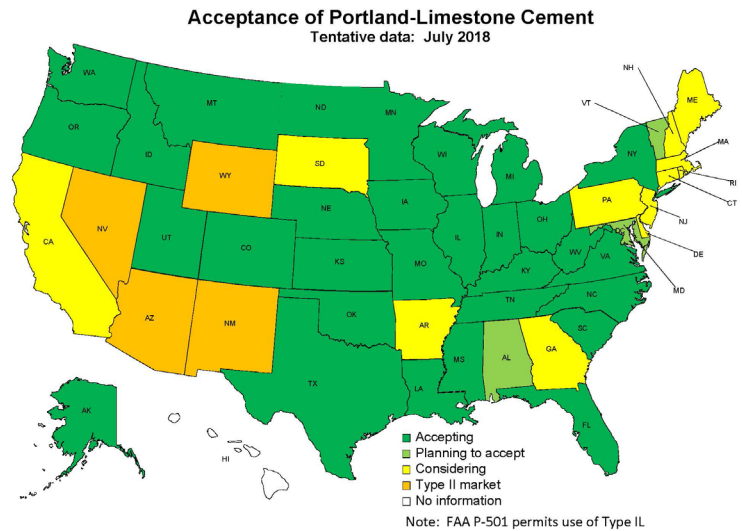 Acceptance of Portland-Limestone Cement
Tentative data: July 2018
WA
MT
ND
MN
VT
NH
ME
OR
ID
SD
WI
MI
NY
MA
RI
CT
WY
NE
IA
PA
NJ
NV
UT
CO
IL
IN
OH
DE
CA
KS
MO
KY
WV
VA
MD
AZ
NM
OK
AR
TN
NC
SC
TX
LA
MS
AL
GA
FL
AK
HI
Accepting
Planning to accept
Considering
Type II market
No information
Note: FAA P-501 permits use of Type IL